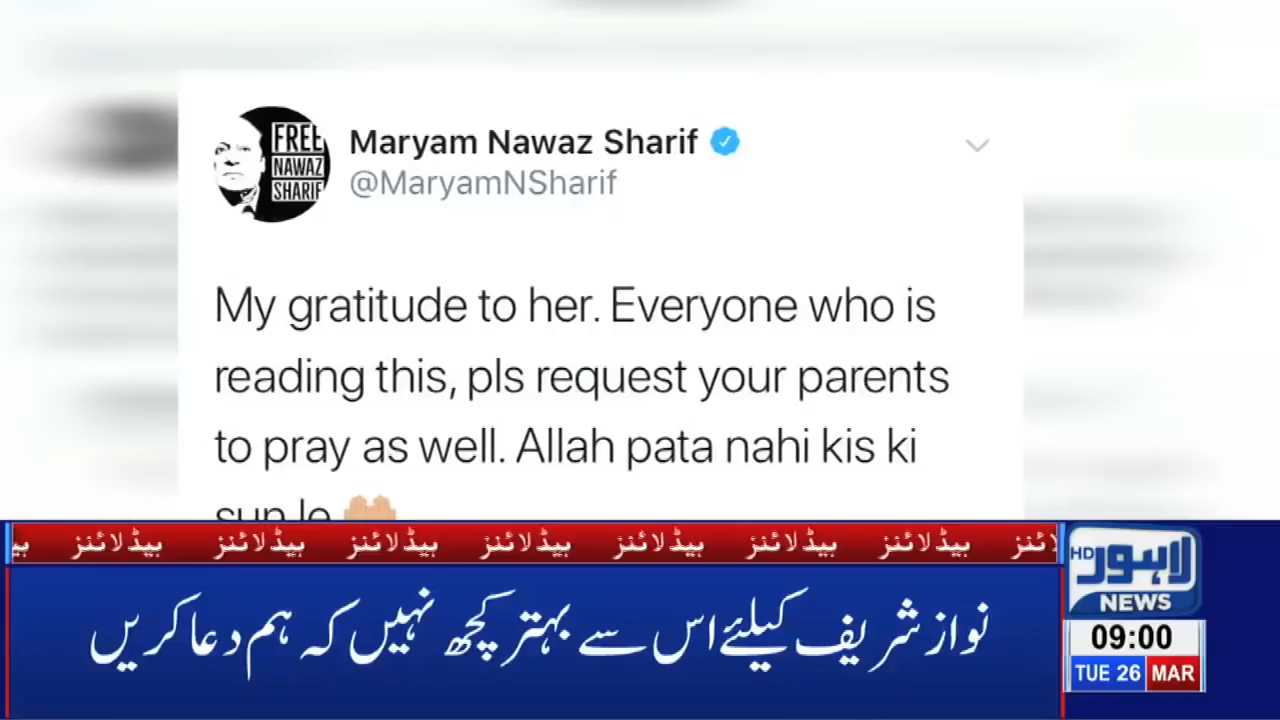 FREE
NAWAZ
SHARIF
Maryam Nawaz Sharif
@MaryamNSharif
My gratitude to her. Everyone who is
reading this, pls request your parents
to pray as well. Allah pata nahi kis ki
sun le 🤲🏼
ہیڈلائنز ہیڈلائنز ہیڈلائنز ہیڈلائنز ہیڈلائنز ہیڈلائنز ہیڈلائنز
نواز شریف کیلئے اس سے بہتر کچھ نہیں کہ ہم دعا کریں
HD لاہور
NEWS
09:00
TUE 26 MAR